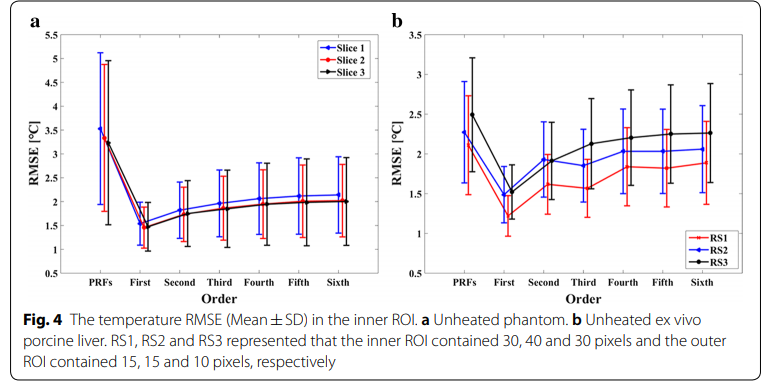 a
b
5.5
5
4.5
4
3.5
3
2.5
2
1.5
1
0.5
RMSE [°C]
Slice 1
Slice 2
Slice 3
PRFs First Second Third Fourth Fifth Sixth
Order
3.5
3
2.5
2
1.5
1
0.5
RMSE [°C]
RS1
RS2
RS3
PRFs First Second Third Fourth Fifth Sixth
Order
Fig. 4 The temperature RMSE (Mean ± SD) in the inner ROI. a Unheated phantom. b Unheated ex vivo
porcine liver. RS1, RS2 and RS3 represented that the inner ROI contained 30, 40 and 30 pixels and the outer
ROI contained 15, 15 and 10 pixels, respectively